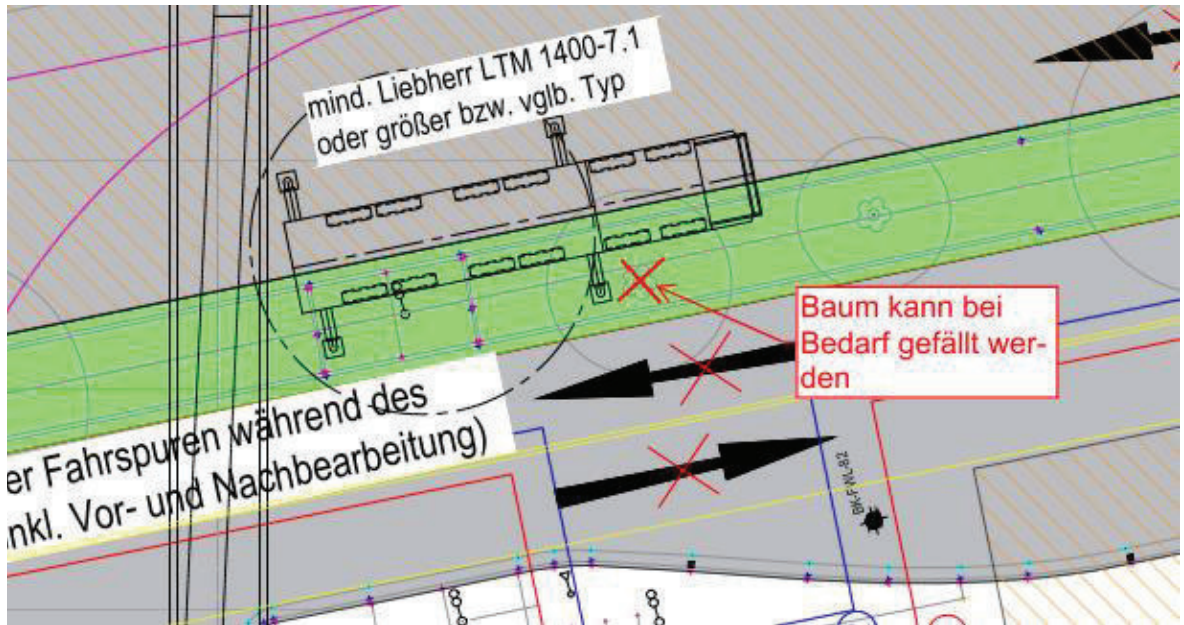 mind. Liebherr LTM 1400-7.1
oder größer bzw. vglb. Typ
Baum kann bei
Bedarf gefällt wer-
den
er Fahrspuren während des
nkl. Vor- und Nachbearbeitung)
BK-FWL-82